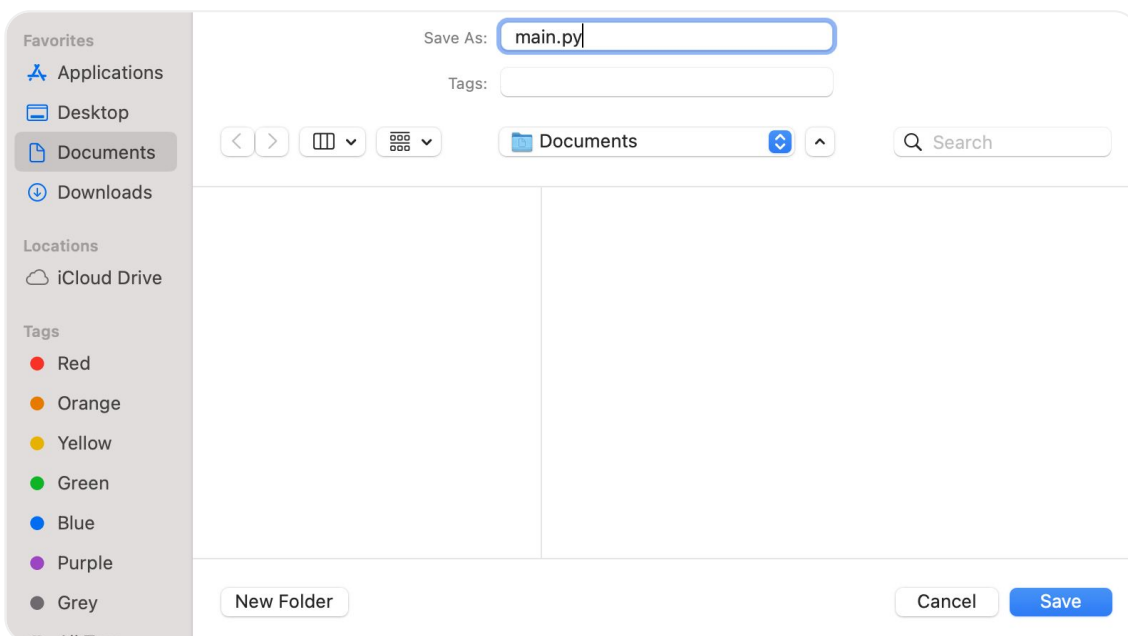 Favorites
Applications
Desktop
Documents
Downloads
Locations
iCloud Drive
Tags
Red
Orange
Yellow
Green
Blue
Purple
Grey
Save As: main.py
Tags:
Documents
Search
New Folder
Cancel
Save